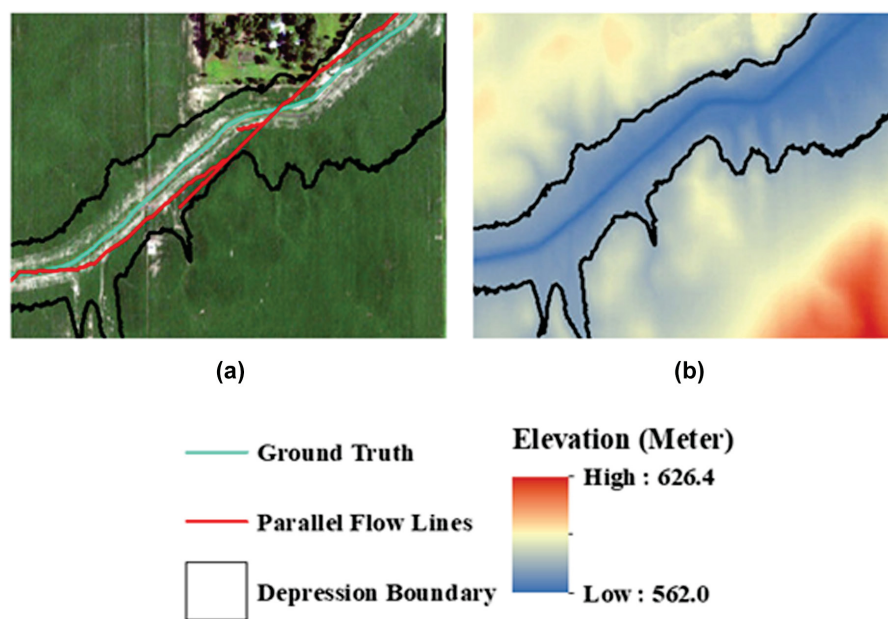 (a)
(b)
Ground Truth
Parallel Flow Lines
Depression Boundary
Elevation (Meter)
High : 626.4
Low : 562.0